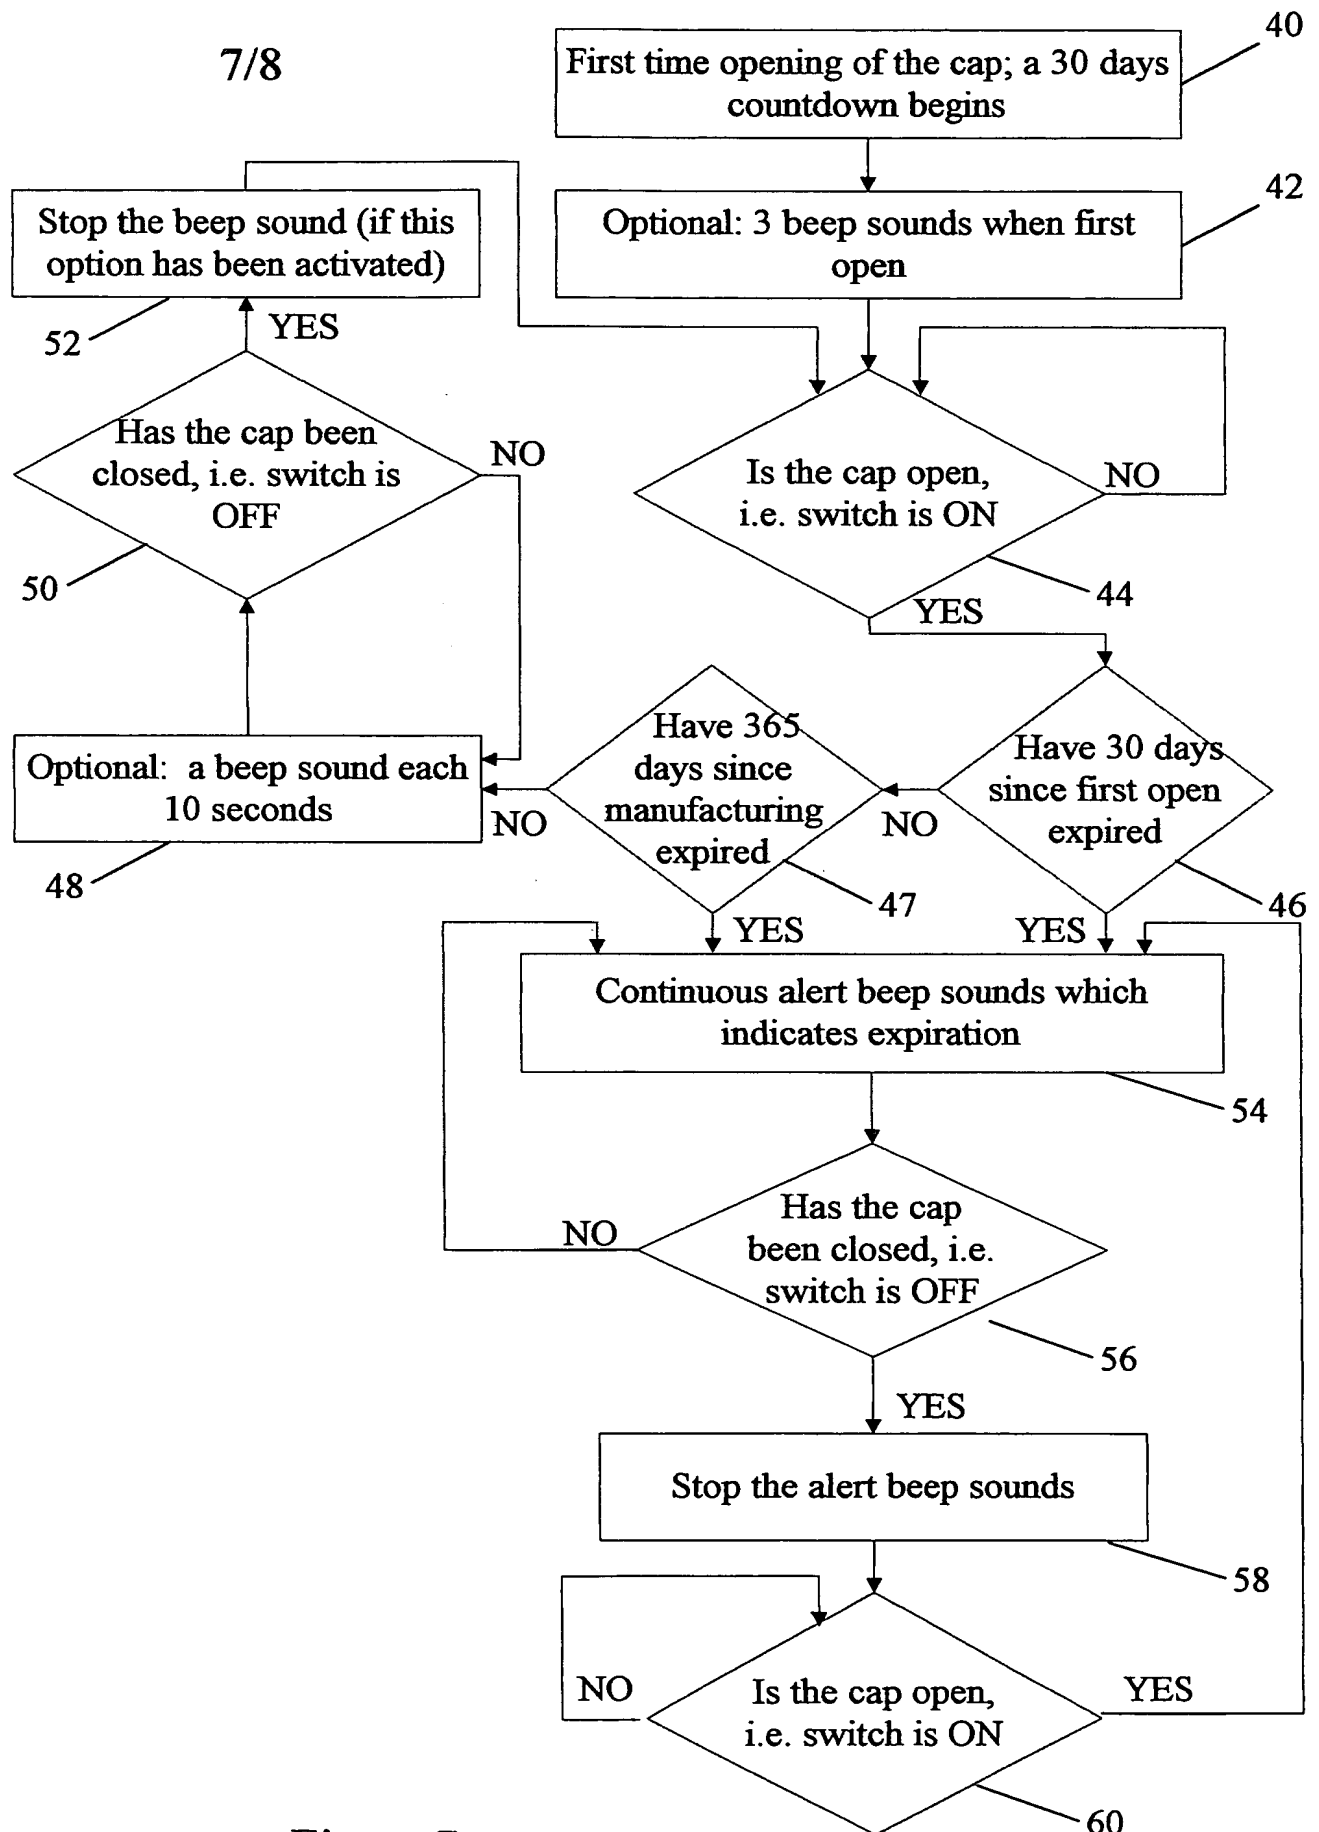 7/8
40
First time opening of the cap; a 30 days
countdown begins
42
Optional: 3 beep sounds when first
open
Stop the beep sound (if this
option has been activated)
52
YES
Has the cap been
closed, i.e. switch is
OFF
NO
50
Is the cap open,
i.e. switch is ON
NO
44
YES
Optional: a beep sound each
10 seconds
48
NO
Have 365
days since
manufacturing
expired
47
NO
Have 30 days
since first open
expired
46
YES
YES
Continuous alert beep sounds which
indicates expiration
54
Has the cap
been closed, i.e.
switch is OFF
NO
56
YES
Stop the alert beep sounds
58
Is the cap open,
i.e. switch is ON
NO
YES
60